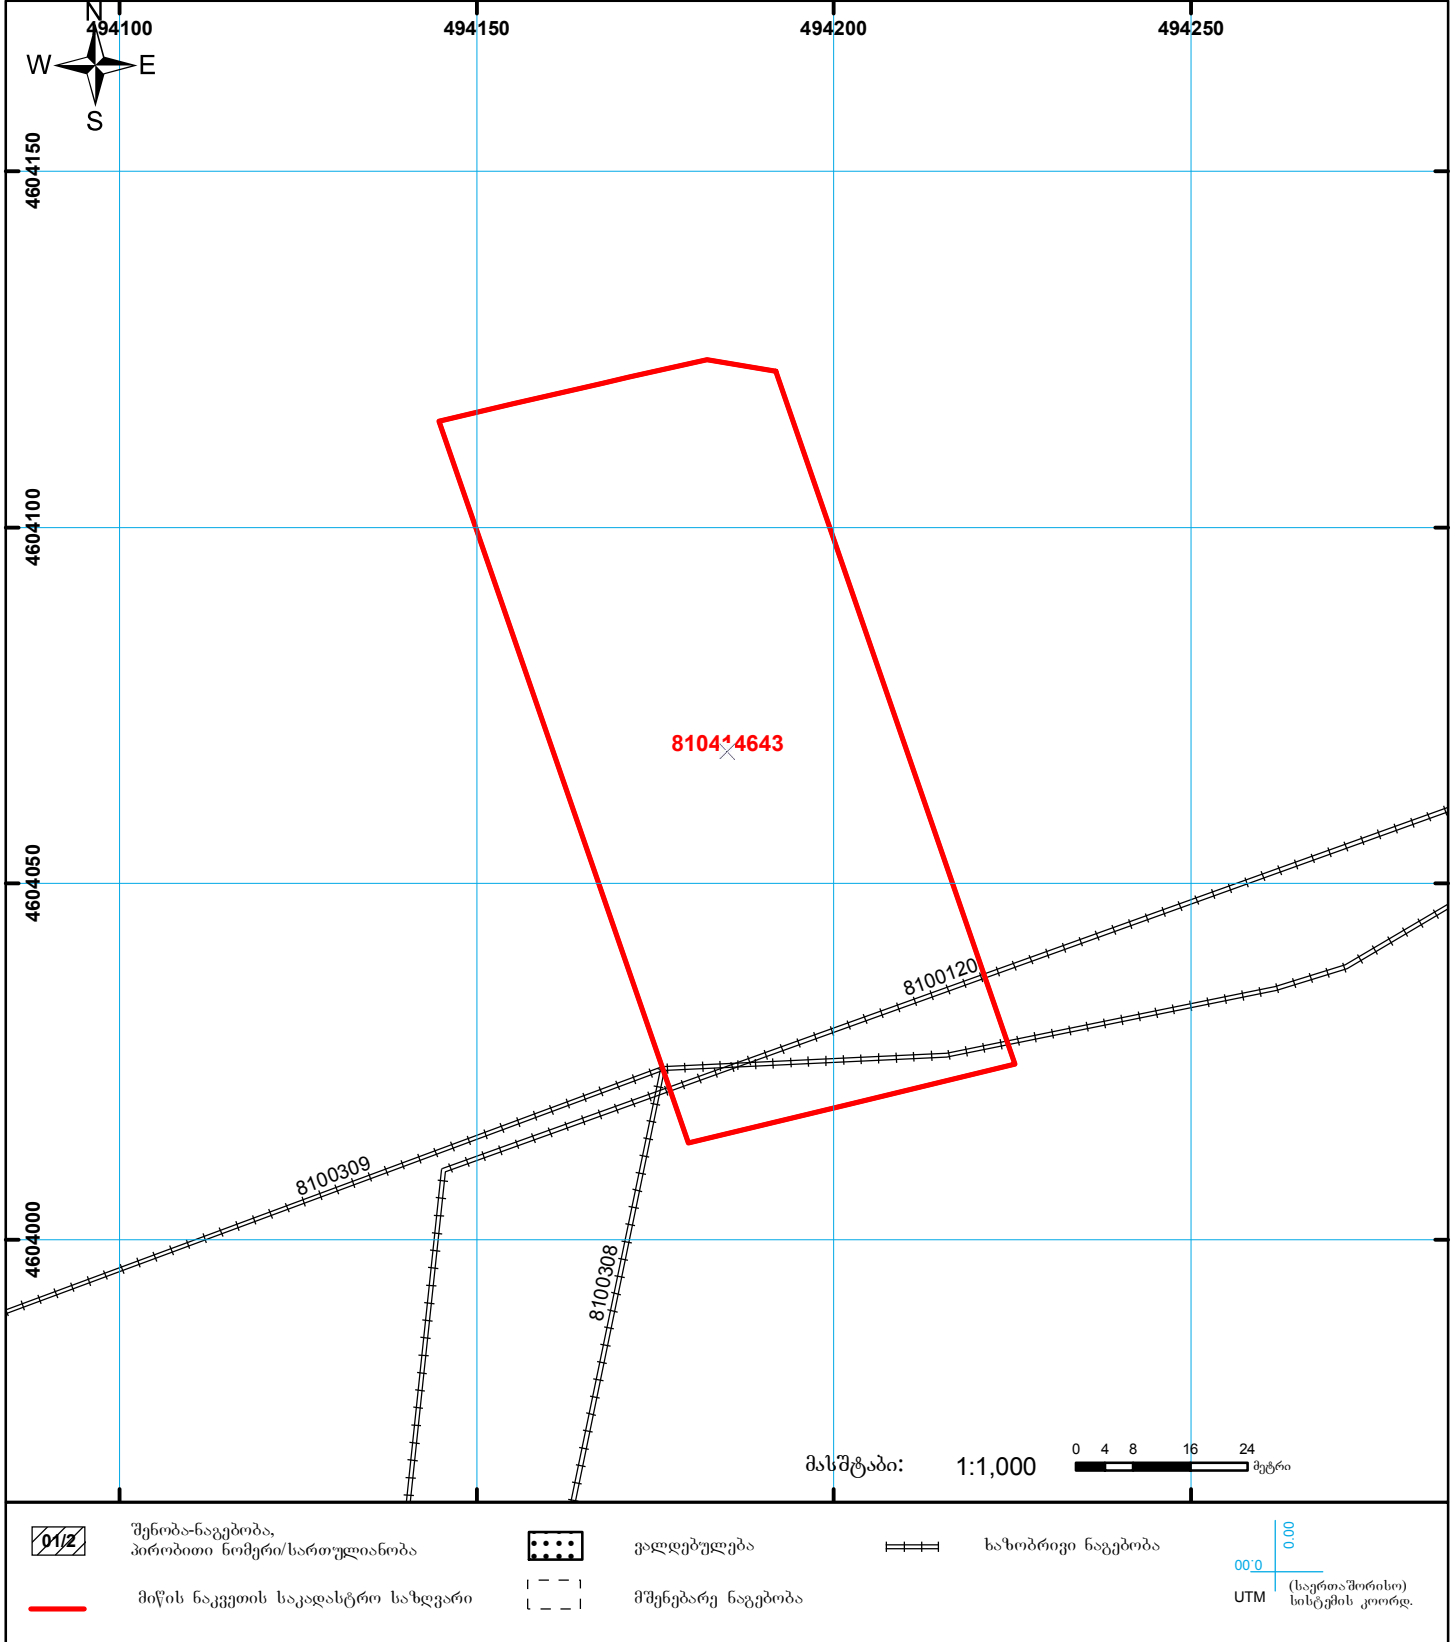 N
494100
494150
494200
494250
W
E
S
4604150
4604100
810414643
4604050
8100120
8100309
4604000
8100308
მასშტაბი: 1:1,000
0 4 8 16 24
მეტრი
01/2
შენობა-ნაგებობა,
პირობითი ნომერი/სართულიანობა
ვალდებულება
ხაზობრივი ნაგებობა
0.00
0.00
მიწის ნაკვეთის საკადასტრო საზღვარი
მშენებარე ნაგებობა
UTM
(საერთაშორისო)
სისტემის კოორდ.